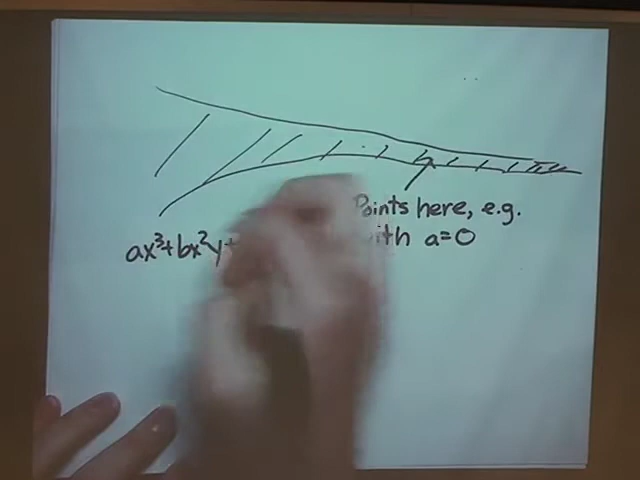 Points here, e.g.
ax³+bx²y+ with a=0